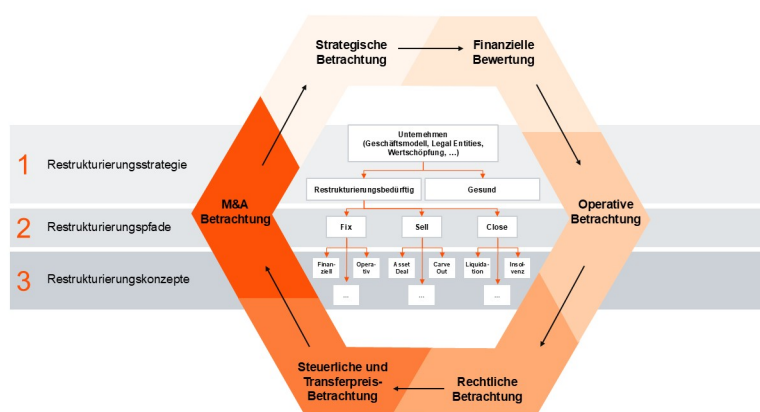 Strategische
Betrachtung
Finanzielle
Bewertung
1
Restrukturierungsstrategie
Unternehmen
(Geschäftsmodell, Legal Entities,
Wertschöpfung, ...)
Restrukturierungsbedürftig
Gesund
M&A
Betrachtung
Operative
Betrachtung
2
Restrukturierungspfade
Fix
Sell
Close
3
Restrukturierungskonzepte
Finan-
ziell
Opera-
tiv
Asset
Deal
Carve
Out
Liquida-
tion
Insol-
venz
...
...
...
Steuerliche und
Transferpreis-
Betrachtung
Rechtliche
Betrachtung